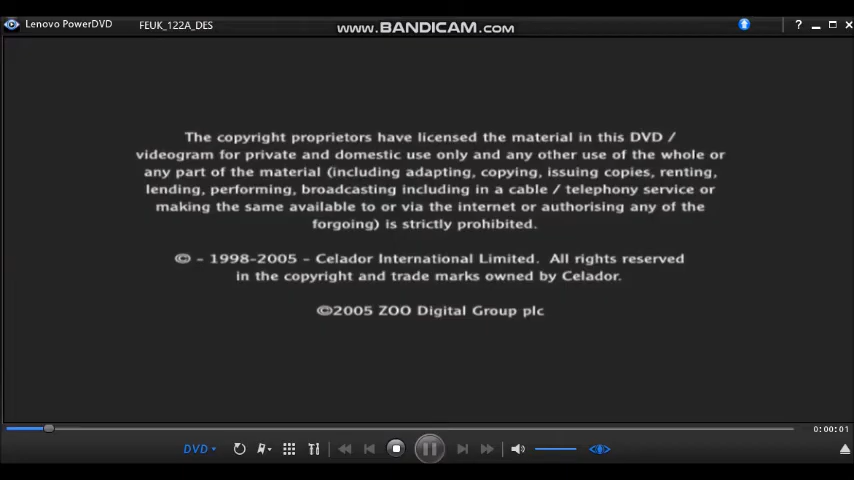 Lenovo PowerDVD
FEUK_122A_DES
www.BANDICAM.com
?
The copyright proprietors have licensed the material in this DVD /
videogram for private and domestic use only and any other use of the whole or
any part of the material (including adapting, copying, issuing copies, renting,
lending, performing, broadcasting including in a cable / telephony service or
making the same available to or via the internet or authorising any of the
forgoing) is strictly prohibited.
© - 1998-2005 - Celador International Limited. All rights reserved
in the copyright and trade marks owned by Celador.
©2005 ZOO Digital Group plc
0:00:01
DVD